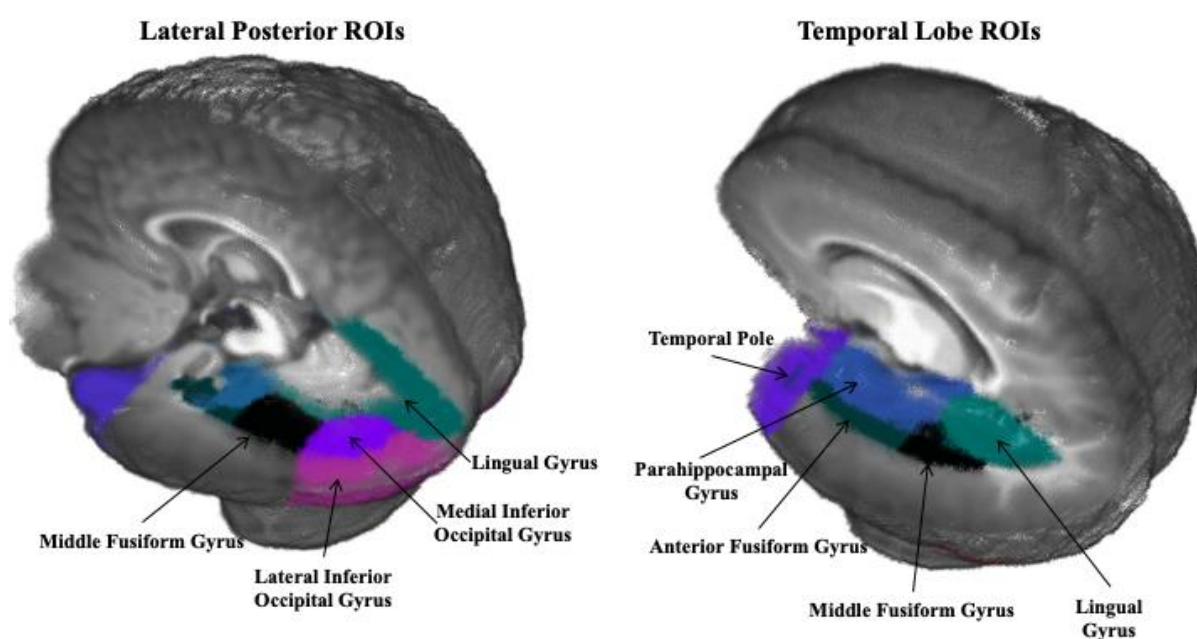 Lateral Posterior ROIs
Lingual Gyrus
Medial Inferior
Occipital Gyrus
Middle Fusiform Gyrus
Lateral Inferior
Occipital Gyrus
Temporal Lobe ROIs
Temporal Pole
Parahippocampal
Gyrus
Anterior Fusiform Gyrus
Middle Fusiform Gyrus
Lingual
Gyrus